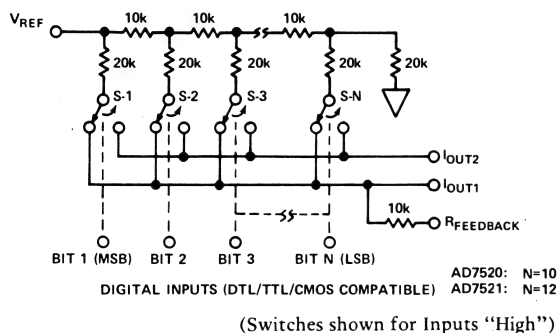 VREF 10k 10k 10k
20k 20k 20k 20k 20k
S-1 S-2 S-3 S-N
IOUT2
IOUT1
10k
RFEEDBACK
BIT 1 (MSB) BIT 2 BIT 3 BIT N (LSB)
AD7520: N=10
DIGITAL INPUTS (DTL/TTL/CMOS COMPATIBLE) AD7521: N=12
(Switches shown for Inputs “High”)